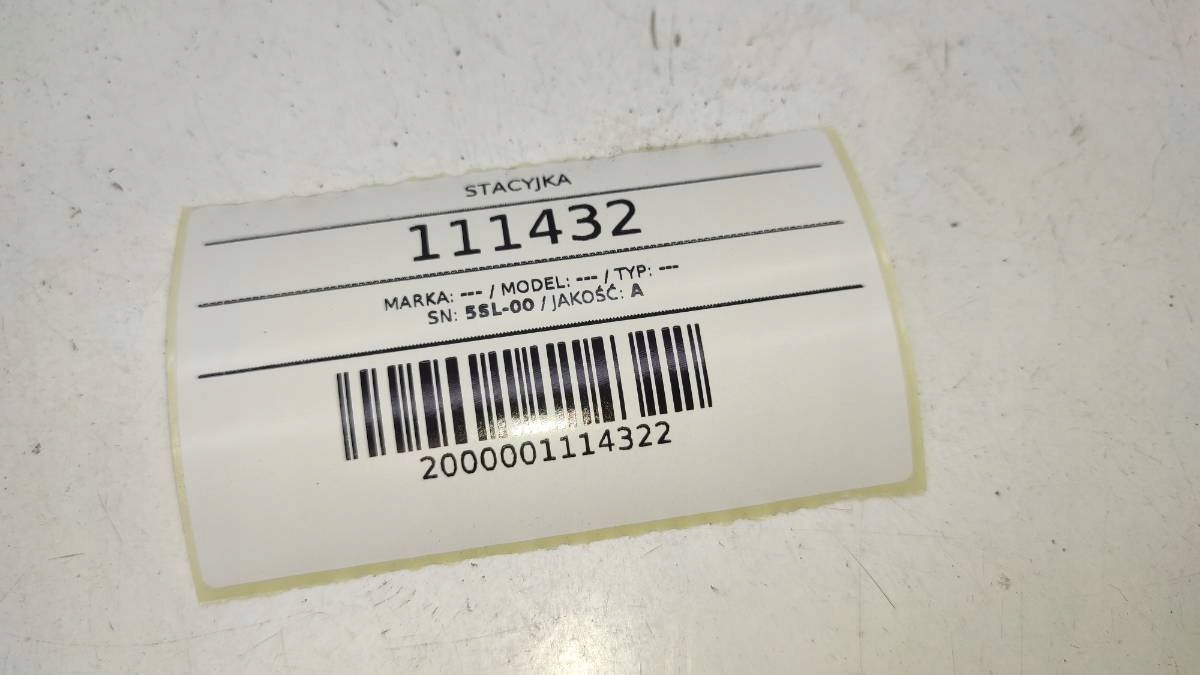 STACYJKA
111432
MARKA: --- / MODEL: --- / TYP: ---
SN: 5SL-00 / JAKOŚĆ: A
2000001114322